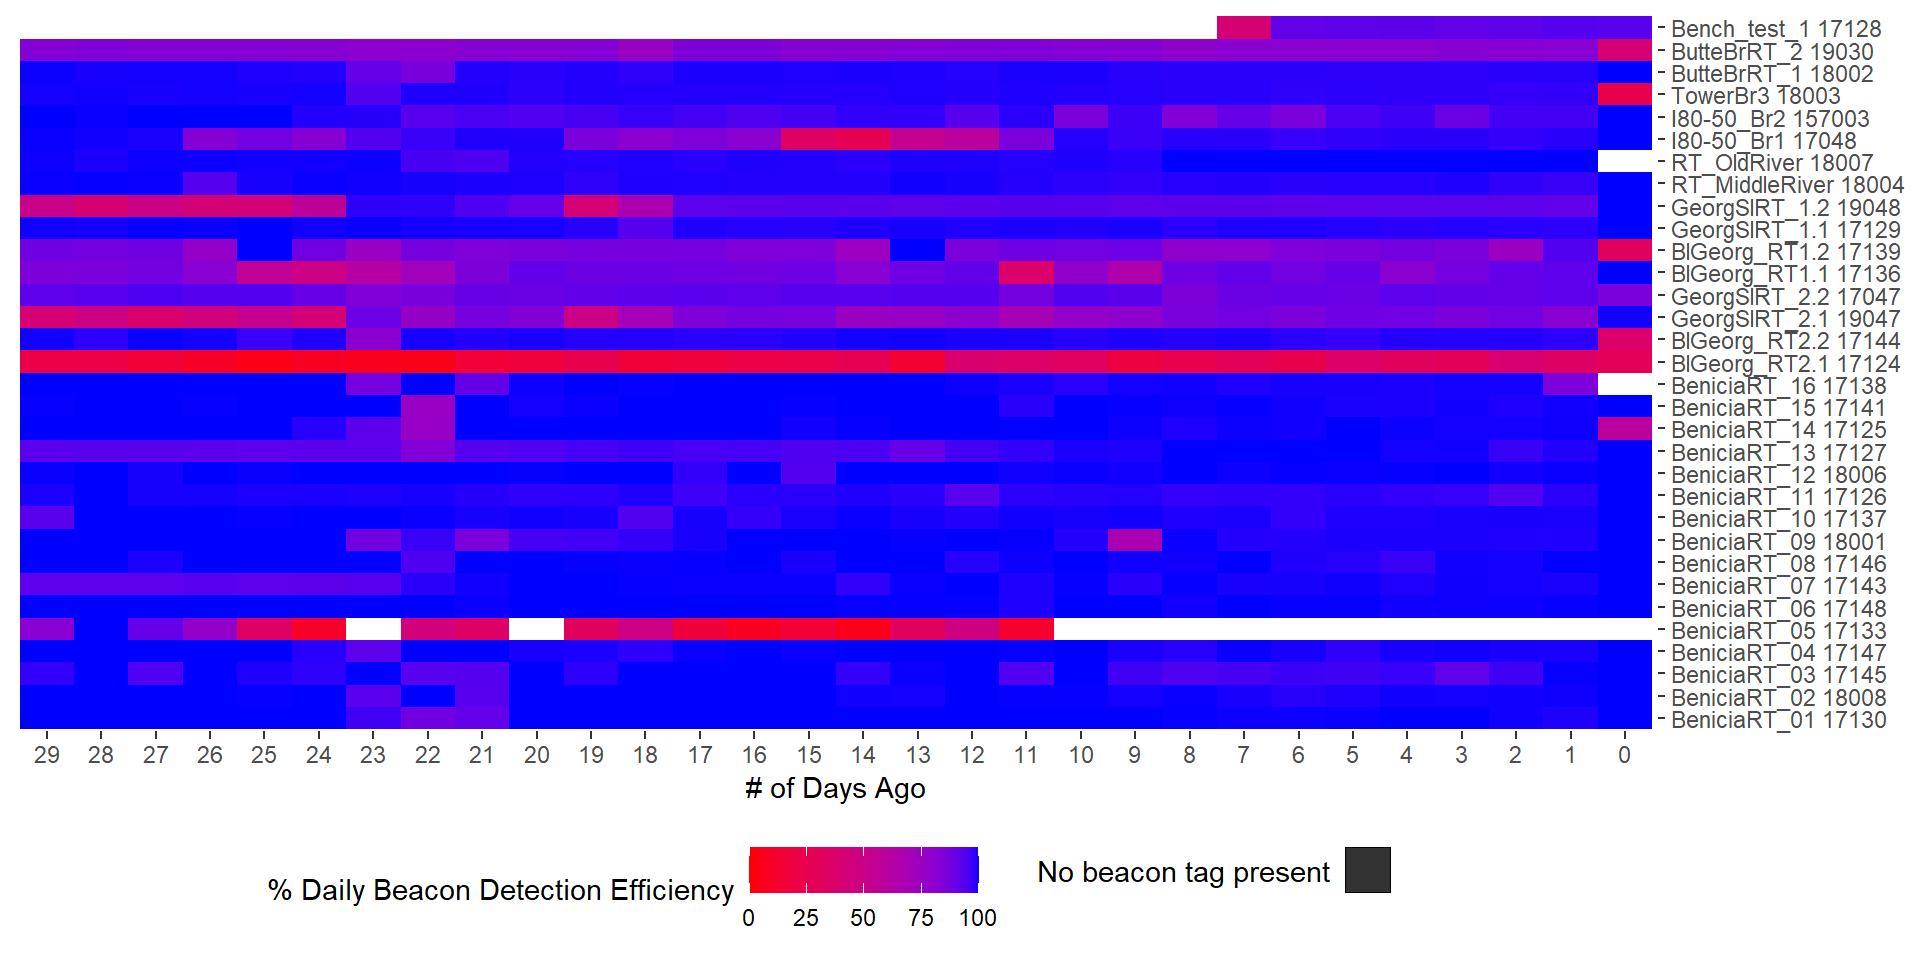 Bench_test_1 17128
ButteBrRT_2 19030
ButteBrRT_1 18002
TowerBr3 18003
I80-50_Br2 157003
I80-50_Br1 17048
RT_OldRiver 18007
RT_MiddleRiver 18004
GeorgSlRT_1.2 19048
GeorgSlRT_1.1 17129
BlGeorg_RT1.2 17139
BlGeorg_RT1.1 17136
GeorgSlRT_2.2 17047
GeorgSlRT_2.1 19047
BlGeorg_RT2.2 17144
BlGeorg_RT2.1 17124
BeniciaRT_16 17138
BeniciaRT_15 17141
BeniciaRT_14 17125
BeniciaRT_13 17127
BeniciaRT_12 18006
BeniciaRT_11 17126
BeniciaRT_10 17137
BeniciaRT_09 18001
BeniciaRT_08 17146
BeniciaRT_07 17143
BeniciaRT_06 17148
BeniciaRT_05 17133
BeniciaRT_04 17147
BeniciaRT_03 17145
BeniciaRT_02 18008
BeniciaRT_01 17130
29 28 27 26 25 24 23 22 21 20 19 18 17 16 15 14 13 12 11 10 9 8 7 6 5 4 3 2 1 0
# of Days Ago
% Daily Beacon Detection Efficiency
0 25 50 75 100
No beacon tag present